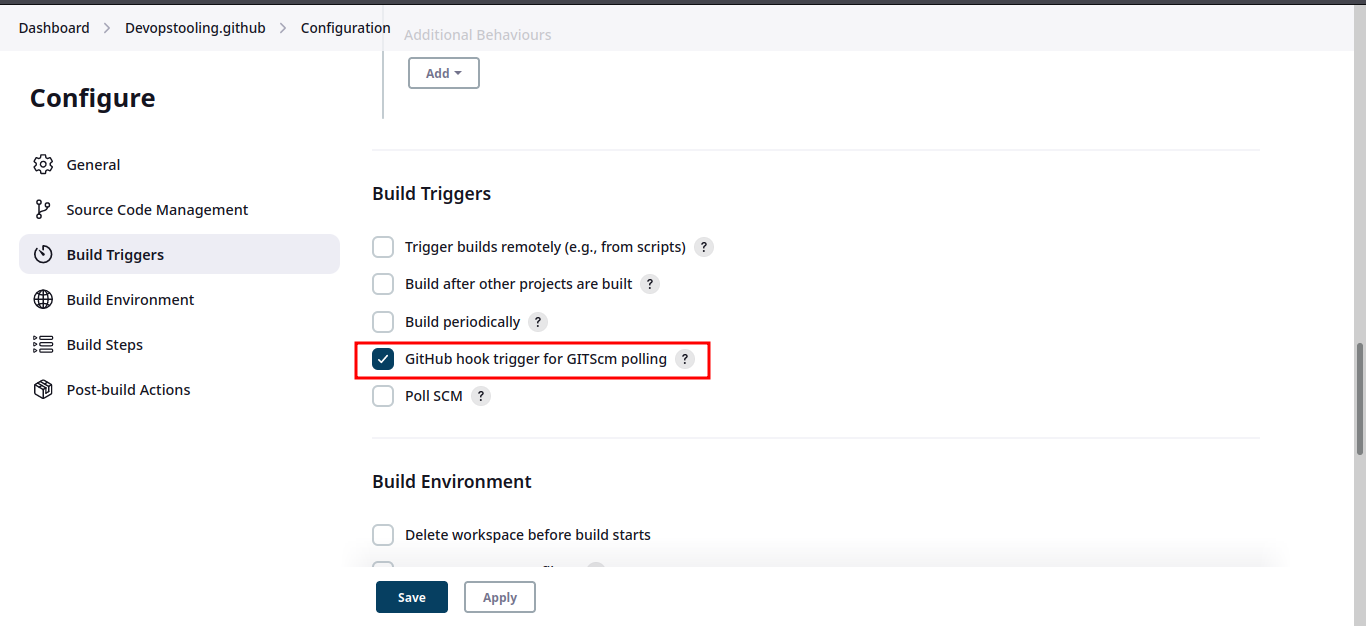 Dashboard > Devopstooling.github > Configuration
Additional Behaviours
Add
Configure
General
Source Code Management
Build Triggers
Build Environment
Build Steps
Post-build Actions
Build Triggers
Trigger builds remotely (e.g., from scripts) ?
Build after other projects are built ?
Build periodically ?
GitHub hook trigger for GITScm polling ?
Poll SCM ?
Build Environment
Delete workspace before build starts
Save
Apply